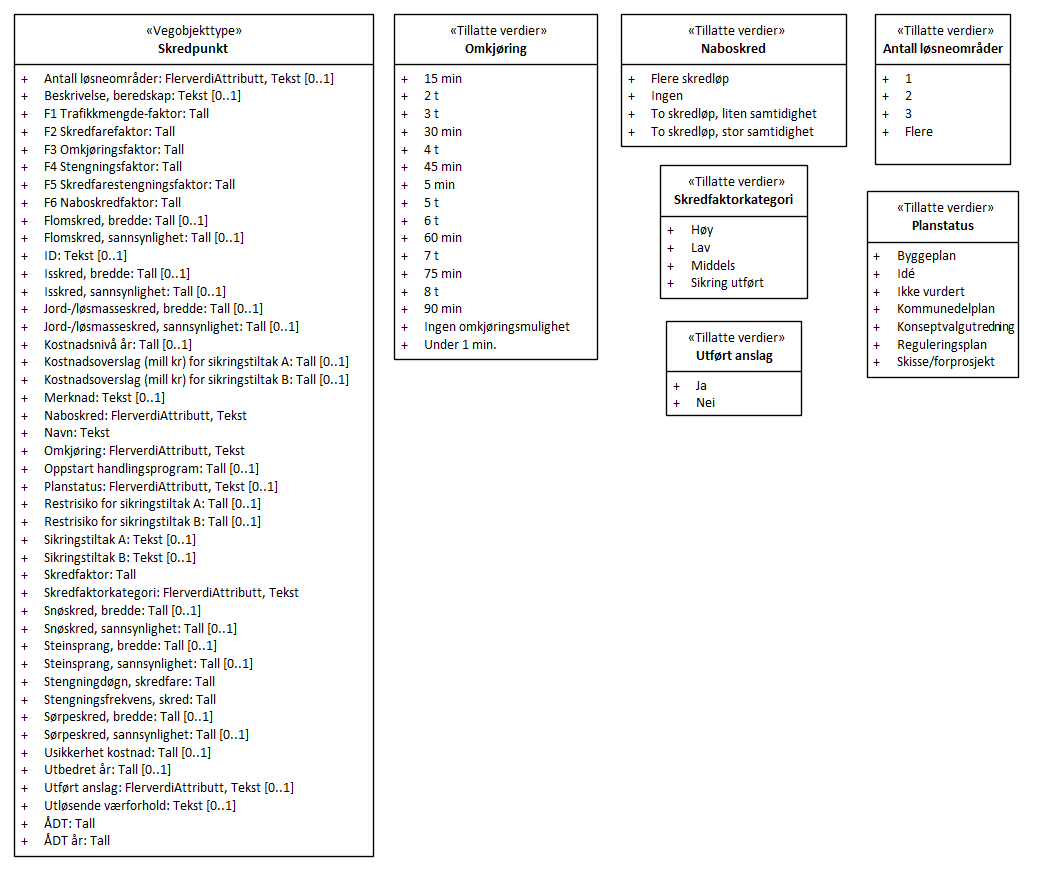 «Vegobjekttype»
Skredpunkt
+ Antall løsneområder: FlerverdiAttributt, Tekst [0..1]
+ Beskrivelse, beredskap: Tekst [0..1]
+ F1 Trafikkmengde-faktor: Tall
+ F2 Skredfarefaktor: Tall
+ F3 Omkjøringsfaktor: Tall
+ F4 Stengningsfaktor: Tall
+ F5 Skredfarestengningsfaktor: Tall
+ F6 Naboskredfaktor: Tall
+ Flomskred, bredde: Tall [0..1]
+ Flomskred, sannsynlighet: Tall [0..1]
+ ID: Tekst [0..1]
+ Isskred, bredde: Tall [0..1]
+ Isskred, sannsynlighet: Tall [0..1]
+ Jord-/løsmasseskred, bredde: Tall [0..1]
+ Jord-/løsmasseskred, sannsynlighet: Tall [0..1]
+ Kostnadsnivå år: Tall [0..1]
+ Kostnadsoverslag (mill kr) for sikringstiltak A: Tall [0..1]
+ Kostnadsoverslag (mill kr) for sikringstiltak B: Tall [0..1]
+ Merknad: Tekst [0..1]
+ Naboskred: FlerverdiAttributt, Tekst
+ Navn: Tekst
+ Omkjøring: FlerverdiAttributt, Tekst
+ Oppstart handlingsprogram: Tall [0..1]
+ Planstatus: FlerverdiAttributt, Tekst [0..1]
+ Restrisiko for sikringstiltak A: Tall [0..1]
+ Restrisiko for sikringstiltak B: Tall [0..1]
+ Sikringstiltak A: Tekst [0..1]
+ Sikringstiltak B: Tekst [0..1]
+ Skredfaktor: Tall
+ Skredfaktorkategori: FlerverdiAttributt, Tekst
+ Snøskred, bredde: Tall [0..1]
+ Snøskred, sannsynlighet: Tall [0..1]
+ Steinsprang, bredde: Tall [0..1]
+ Steinsprang, sannsynlighet: Tall [0..1]
+ Stengningdøgn, skredfare: Tall
+ Stengningsfrekvens, skred: Tall
+ Sørpeskred, bredde: Tall [0..1]
+ Sørpeskred, sannsynlighet: Tall [0..1]
+ Usikkerhet kostnad: Tall [0..1]
+ Utbedret år: Tall [0..1]
+ Utført anslag: FlerverdiAttributt, Tekst [0..1]
+ Utløsende værforhold: Tekst [0..1]
+ ÅDT: Tall
+ ÅDT år: Tall
«Tillatte verdier»
Omkjøring
+ 15 min
+ 2 t
+ 3 t
+ 30 min
+ 4 t
+ 45 min
+ 5 min
+ 5 t
+ 6 t
+ 60 min
+ 7 t
+ 75 min
+ 8 t
+ 90 min
+ Ingen omkjøringsmulighet
+ Under 1 min.
«Tillatte verdier»
Naboskred
+ Flere skredløp
+ Ingen
+ To skredløp, liten samtidighet
+ To skredløp, stor samtidighet
«Tillatte verdier»
Skredfaktorkategori
+ Høy
+ Lav
+ Middels
+ Sikring utført
«Tillatte verdier»
Utført anslag
+ Ja
+ Nei
«Tillatte verdier»
Antall løsneområder
+ 1
+ 2
+ 3
+ Flere
«Tillatte verdier»
Planstatus
+ Byggeplan
+ Idé
+ Ikke vurdert
+ Kommunedelplan
+ Konseptvalgutredning
+ Reguleringsplan
+ Skisse/forprosjekt